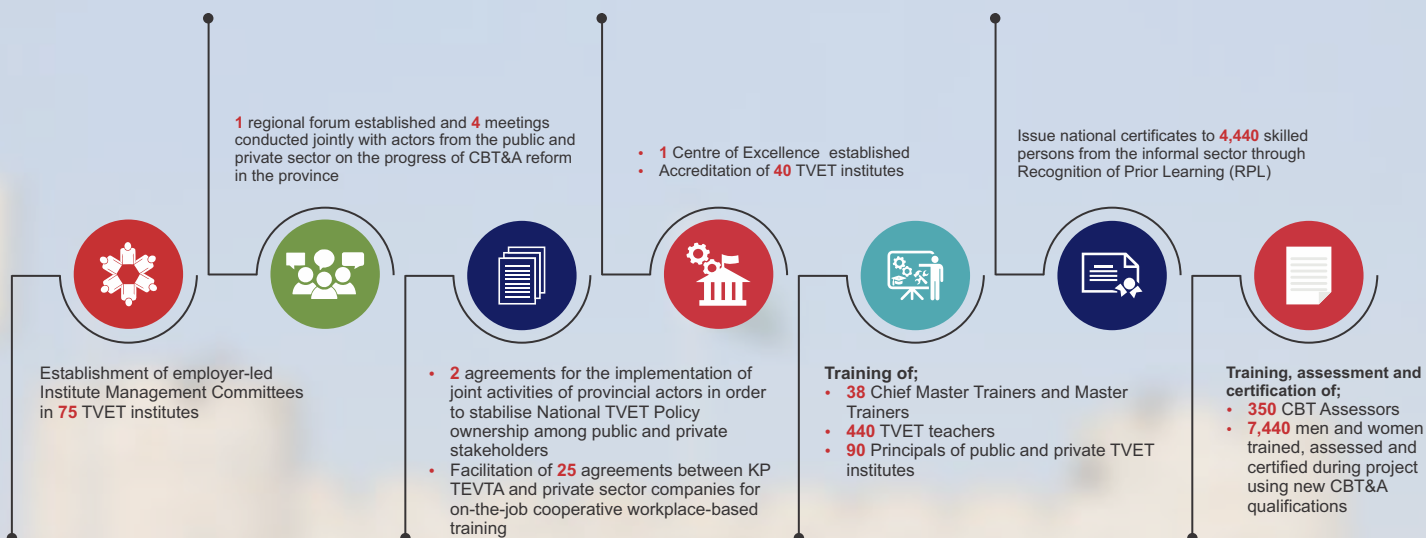 1 regional forum established and 4 meetings
conducted jointly with actors from the public and
private sector on the progress of CBT&A reform
in the province
• 1 Centre of Excellence established
• Accreditation of 40 TVET institutes
Issue national certificates to 4,440 skilled
persons from the informal sector through
Recognition of Prior Learning (RPL)
Establishment of employer-led
Institute Management Committees
in 75 TVET institutes
• 2 agreements for the implementation of
joint activities of provincial actors in order
to stabilise National TVET Policy
ownership among public and private
stakeholders
• Facilitation of 25 agreements between KP
TEVTA and private sector companies for
on-the-job cooperative workplace-based
training
Training of;
• 38 Chief Master Trainers and Master
Trainers
• 440 TVET teachers
• 90 Principals of public and private TVET
institutes
Training, assessment and
certification of;
• 350 CBT Assessors
• 7,440 men and women
trained, assessed and
certified during project
using new CBT&A
qualifications